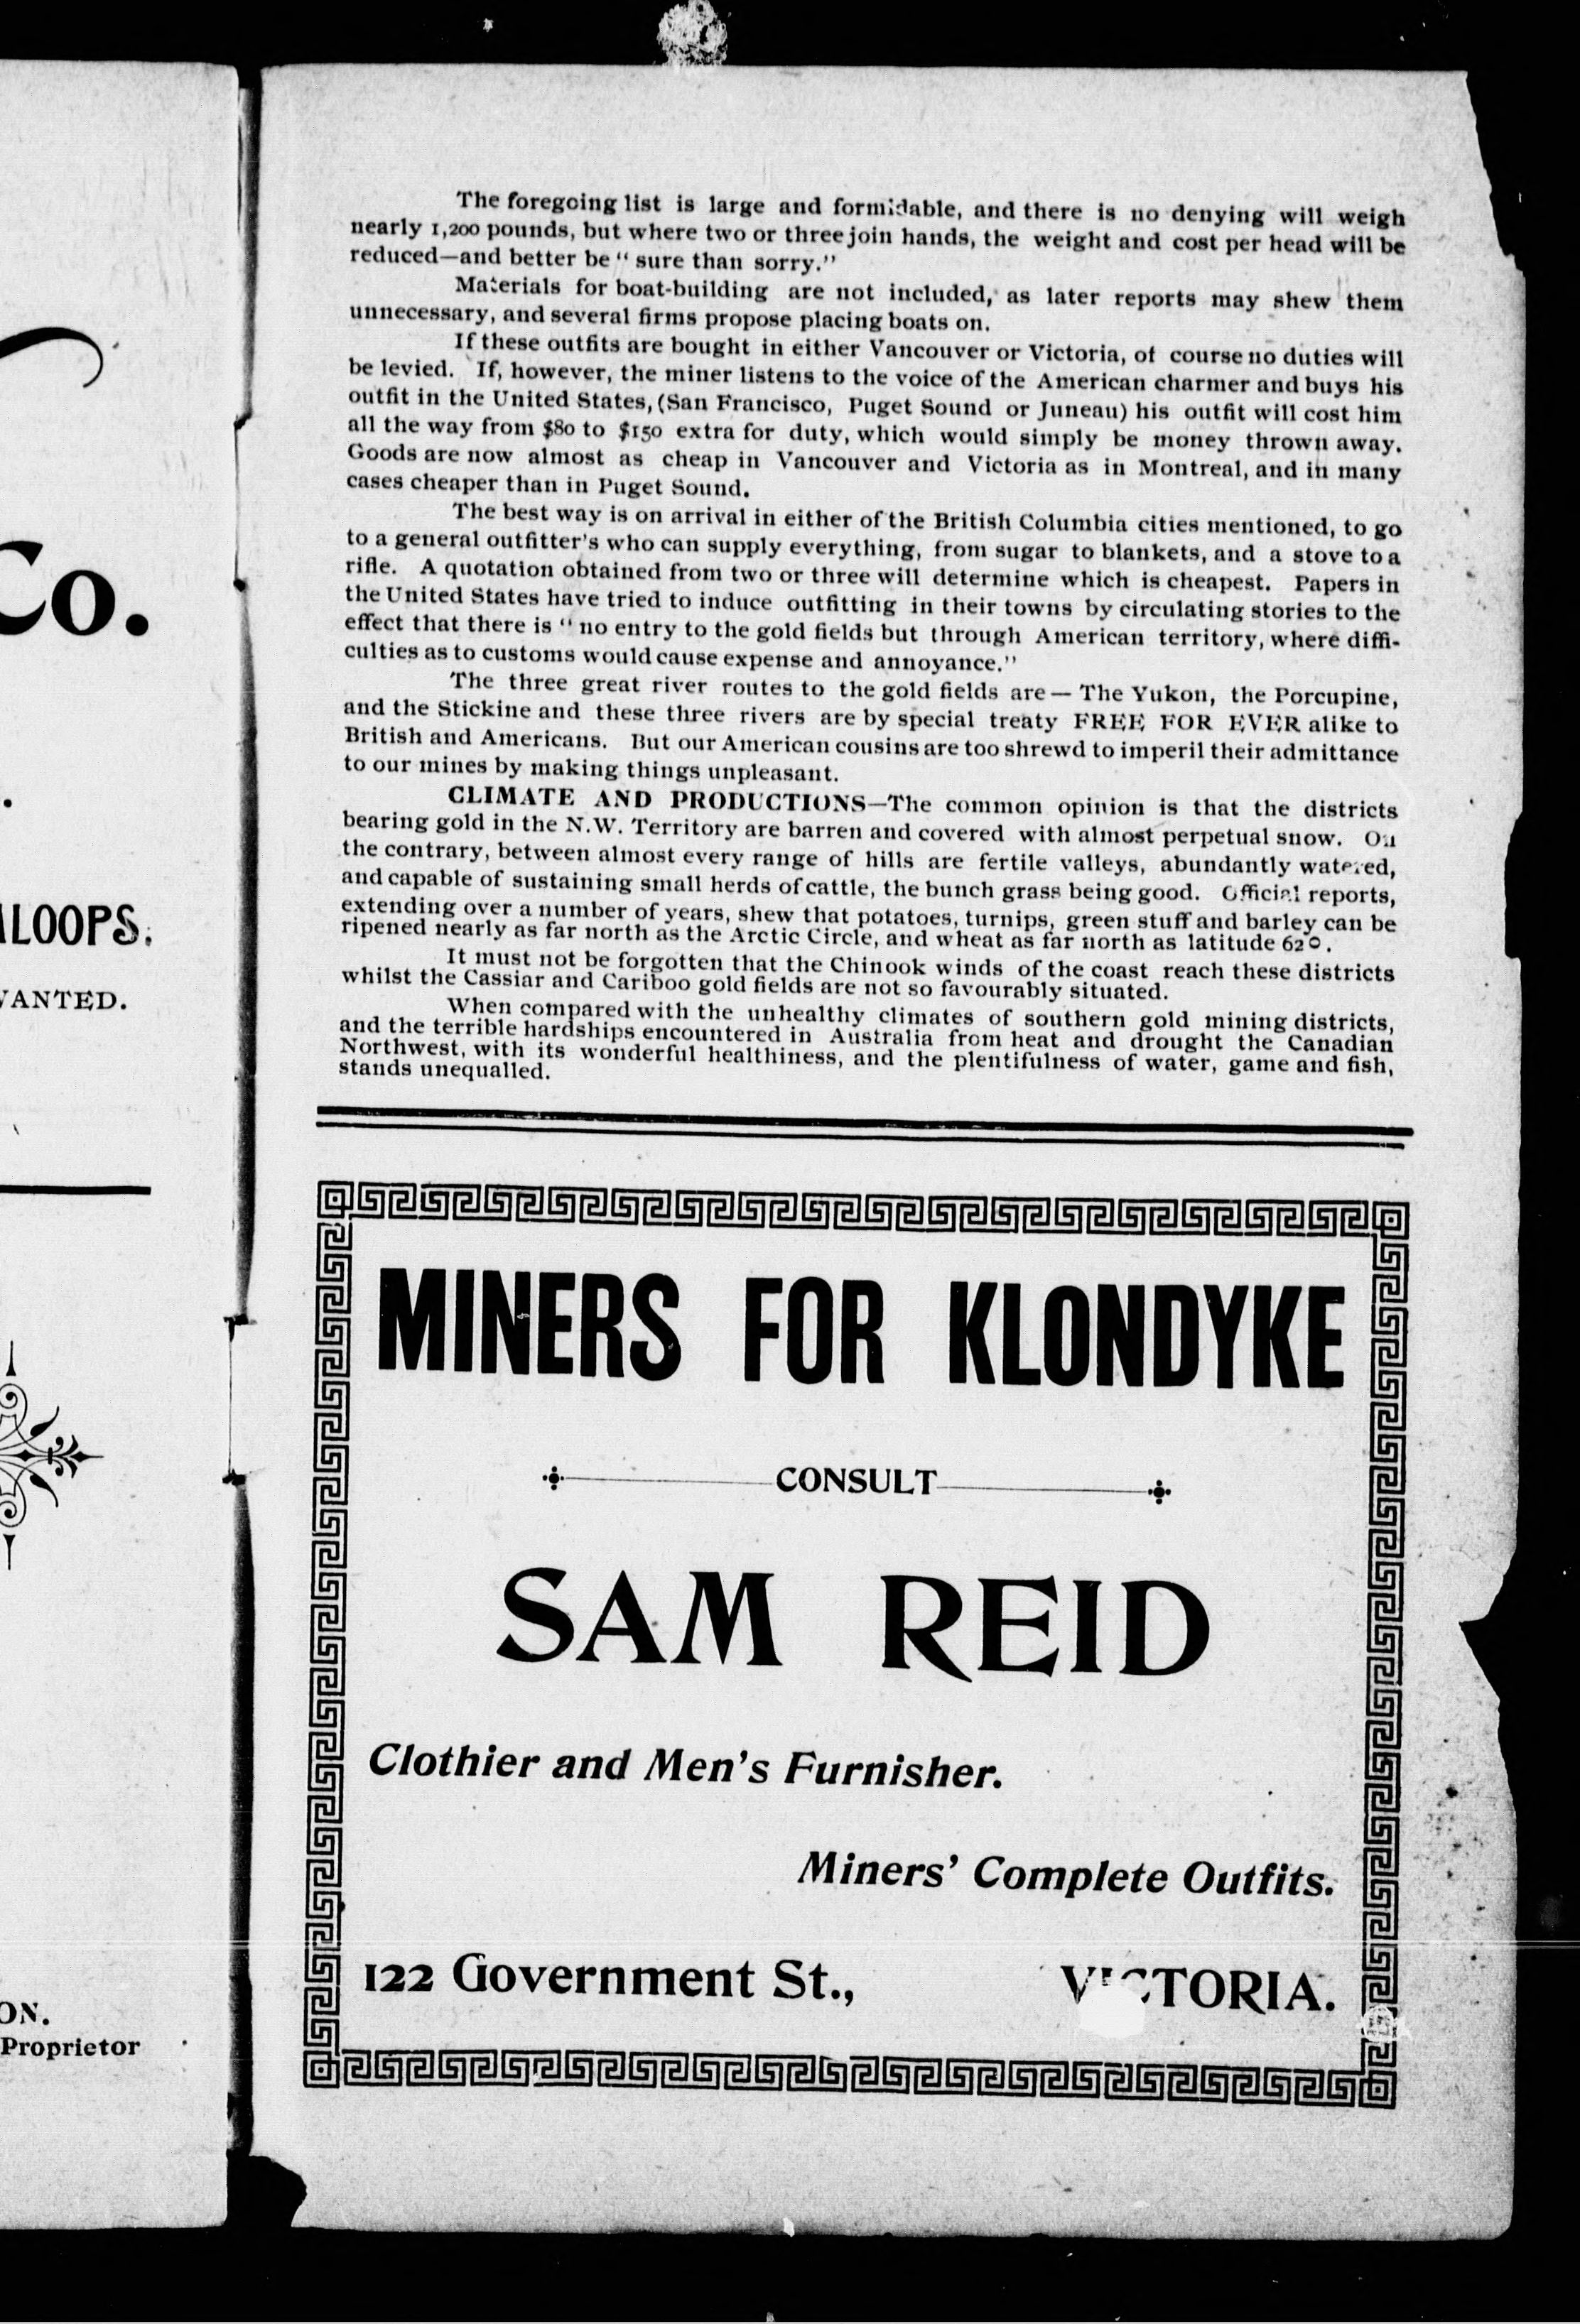 The foregoing list is large and formidable, and there is no denying will weigh
nearly 1,200 pounds, but where two or three join hands, the weight and cost per head will be
reduced—and better be "sure than sorry."
Materials for boat-building are not included, as later reports may shew them
unnecessary, and several firms propose placing boats on.
If these outfits are bought in either Vancouver or Victoria, of course no duties will
be levied. If, however, the miner listens to the voice of the American charmer and buys his
outfit in the United States, (San Francisco, Puget Sound or Juneau) his outfit will cost him
all the way from $80 to $150 extra for duty, which would simply be money thrown away.
Goods are now almost as cheap in Vancouver and Victoria as in Montreal, and in many
cases cheaper than in Puget Sound.
The best way is on arrival in either of the British Columbia cities mentioned, to go
to a general outfitter's who can supply everything, from sugar to blankets, and a stove to a
rifle. A quotation obtained from two or three will determine which is cheapest. Papers in
the United States have tried to induce outfitting in their towns by circulating stories to the
effect that there is "no entry to the gold fields but through American territory, where diffi-
culties as to customs would cause expense and annoyance."
The three great river routes to the gold fields are— The Yukon, the Porcupine,
and the Stickine and these three rivers are by special treaty FREE FOR EVER alike to
British and Americans. But our American cousins are too shrewd to imperil their admittance
to our mines by making things unpleasant.
CLIMATE AND PRODUCTIONS—The common opinion is that the districts
bearing gold in the N.W. Territory are barren and covered with almost perpetual snow. On
the contrary, between almost every range of hills are fertile valleys, abundantly watered,
and capable of sustaining small herds of cattle, the bunch grass being good. Official reports,
extending over a number of years, shew that potatoes, turnips, green stuff and barley can be
ripened nearly as far north as the Arctic Circle, and wheat as far north as latitude 62°.
It must not be forgotten that the Chinook winds of the coast reach these districts
whilst the Cassiar and Cariboo gold fields are not so favourably situated.
When compared with the unhealthy climates of southern gold mining districts,
and the terrible hardships encountered in Australia from heat and drought the Canadian
Northwest, with its wonderful healthiness, and the plentifulness of water, game and fish,
stands unequalled.
MINERS FOR KLONDYKE
CONSULT
SAM REID
Clothier and Men's Furnisher.
Miners' Complete Outfits.
122 Government St., VICTORIA.
Co.
LOOPS.
ANTED.
ON.
Proprietor